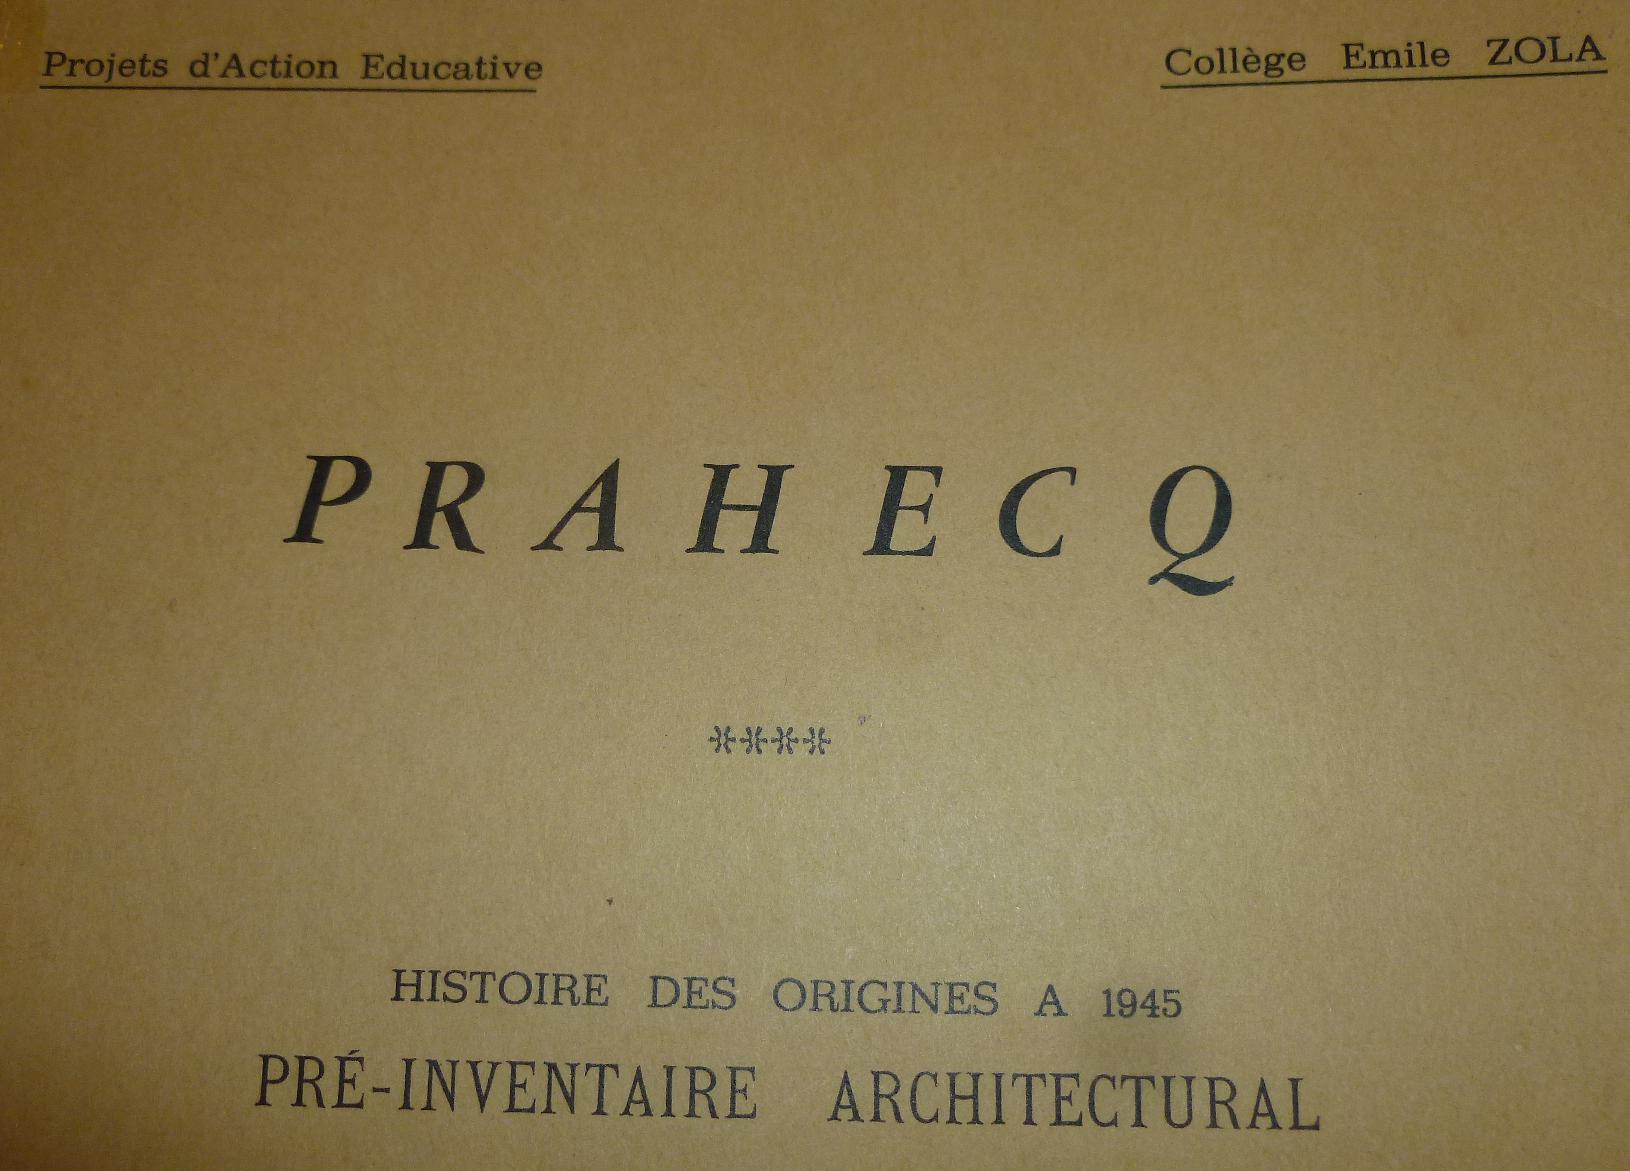 Projets d'Action Educative
Collège Emile ZOLA
PRAHECQ
****
HISTOIRE DES ORIGINES A 1945
PRÉ-INVENTAIRE ARCHITECTURAL